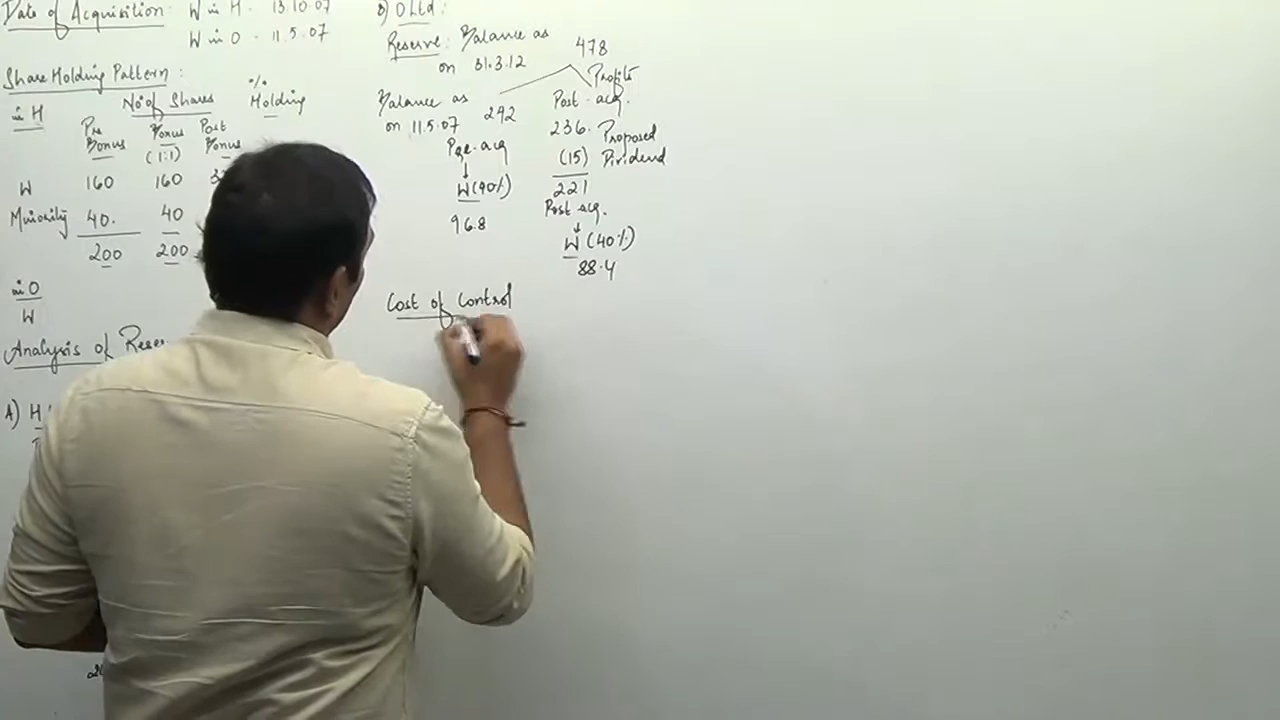 Date of Acquisition: W in H - 13.10.07
W in O - 11.5.07
Share Holding Pattern:
in H
No of Shares
% Holding
Pre Bonus
Bonus (1:1)
Post Bonus
W 160 160
Minority 40. 40
200 200
in O
W
Analysis of
A) H
B) O Ltd:
Reserve: Balance as on 31.3.12 478
Balance as on 11.5.07 242
Pre-acq
W (40%)
96.8
Profits
Post-acq.
236. Proposed
(15) Dividend
221
Post acq.
W (40%)
88.4
Cost of Control